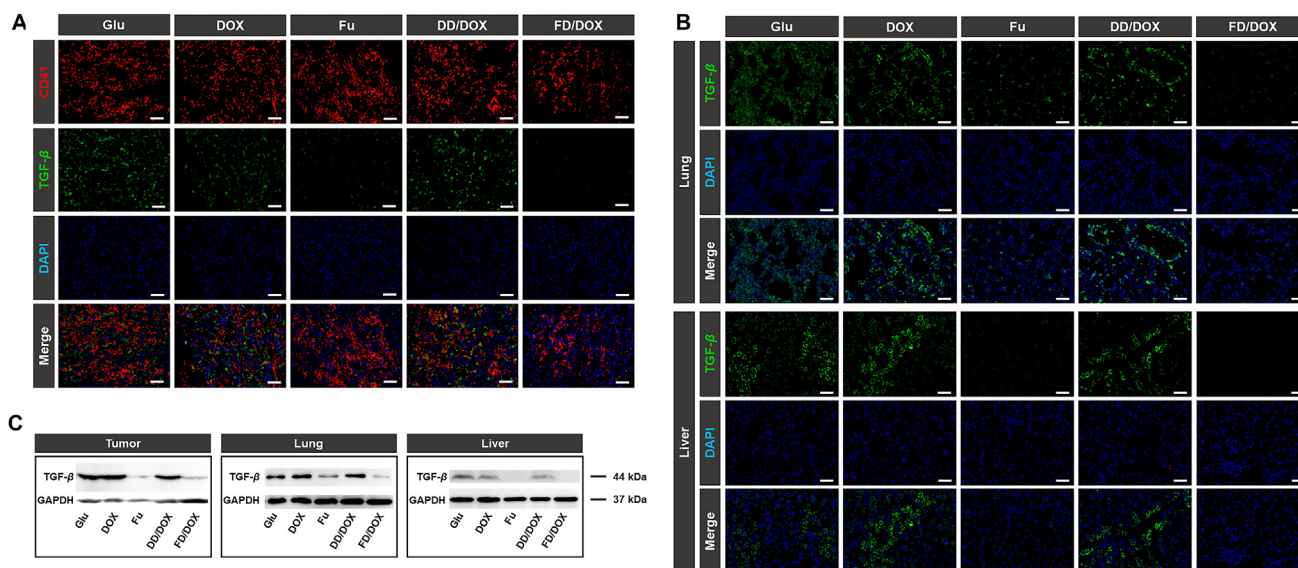 A
Glu DOX Fu DD/DOX FD/DOX
CD41
TGF-β
DAPI
Merge
B
Glu DOX Fu DD/DOX FD/DOX
Lung
TGF-β
DAPI
Merge
Liver
TGF-β
DAPI
Merge
C
Tumor Lung Liver
TGF-β TGF-β TGF-β 44 kDa
GAPDH GAPDH GAPDH 37 kDa
Glu DOX Fu DD/DOX FD/DOX Glu DOX Fu DD/DOX FD/DOX Glu DOX Fu DD/DOX FD/DOX